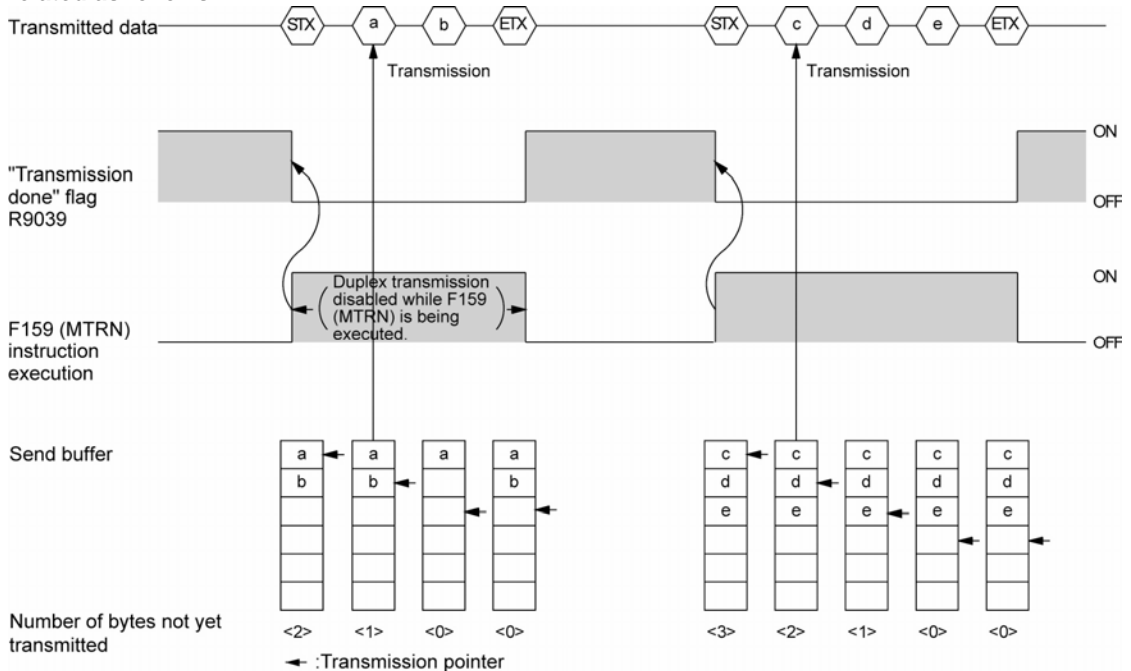 Transmitted data STX a b ETX STX c d e ETX
Transmission Transmission
ON
"Transmission
done" flag
R9039
OFF
Duplex transmission
disabled while F159
(MTRN) is being
executed.
ON
F159 (MTRN)
instruction
execution
OFF
Send buffer a a a a c c c c c
b b b d d d d d
e e e e e
Number of bytes not yet
transmitted
<2> <1> <0> <0> <3> <2> <1> <0> <0>
:Transmission pointer